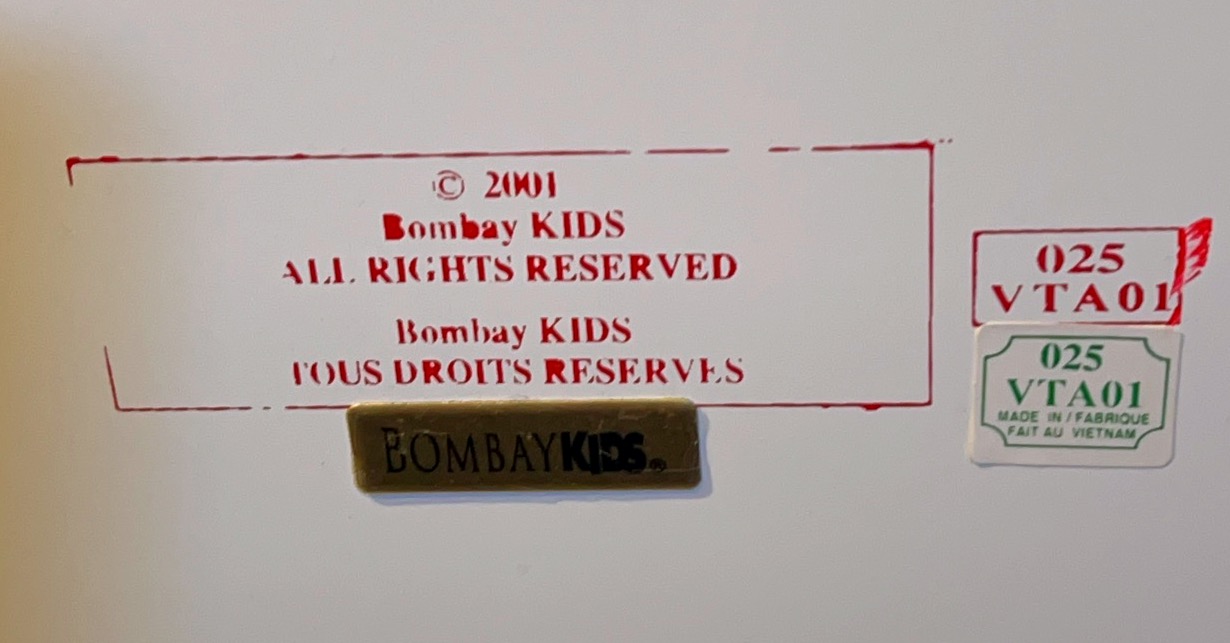 © 2001
Bombay KIDS
ALL RIGHTS RESERVED
Bombay KIDS
TOUS DROITS RESERVES
BOMBAYKIDS®
025
VTA01
025
VTA01
MADE IN / FABRIQUE
FAIT AU VIETNAM